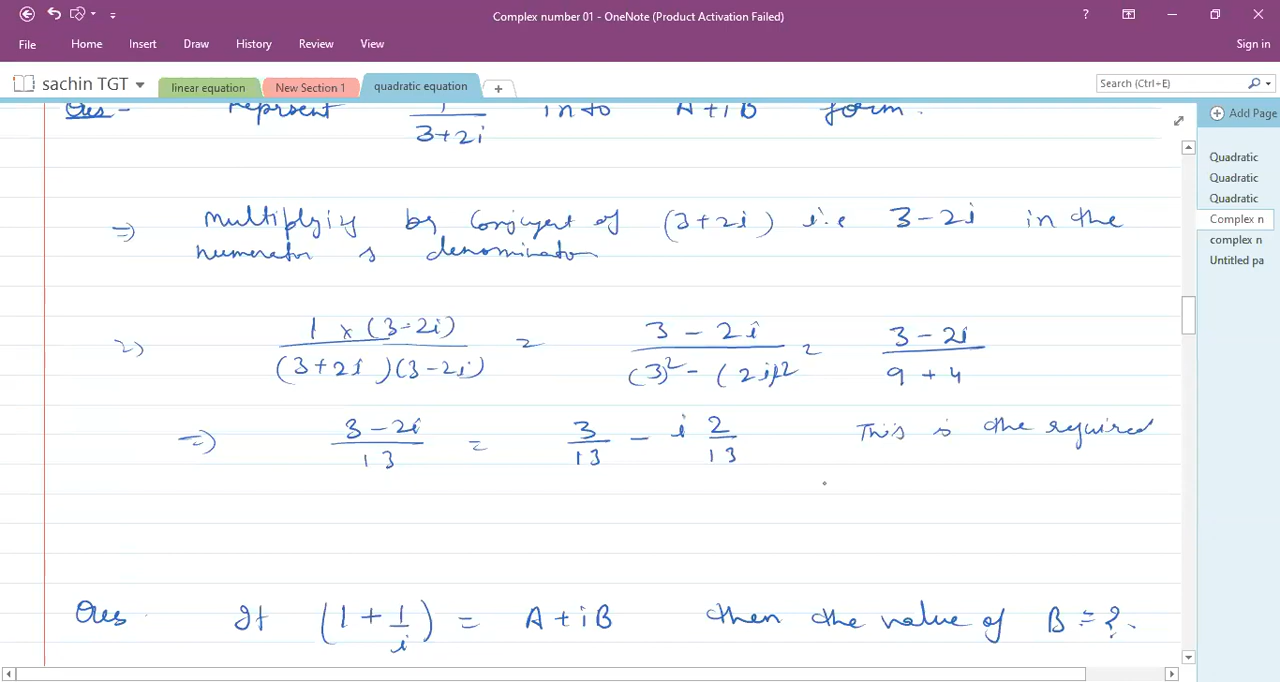 Complex number 01 - OneNote (Product Activation Failed)
File Home Insert Draw History Review View Sign in
sachin TGT linear equation New Section 1 quadratic equation + Search (Ctrl+E)
Add Page
Quadratic
Quadratic
Quadratic
Complex n
complex n
Untitled pa
Ques - represent 1/(3+2i) into A+iB form.
⇒ Multiplying by conjugent of (3+2i) i.e 3-2i in the
numerator & denominator
⇒ 1 x (3-2i) / (3+2i)(3-2i) = 3-2i / (3)² - (2i)² = 3-2i / 9+4
⇒ 3-2i / 13 = 3/13 - i 2/13 This is the required
Ques If (1 + 1/i) = A+iB then the value of B = ?.